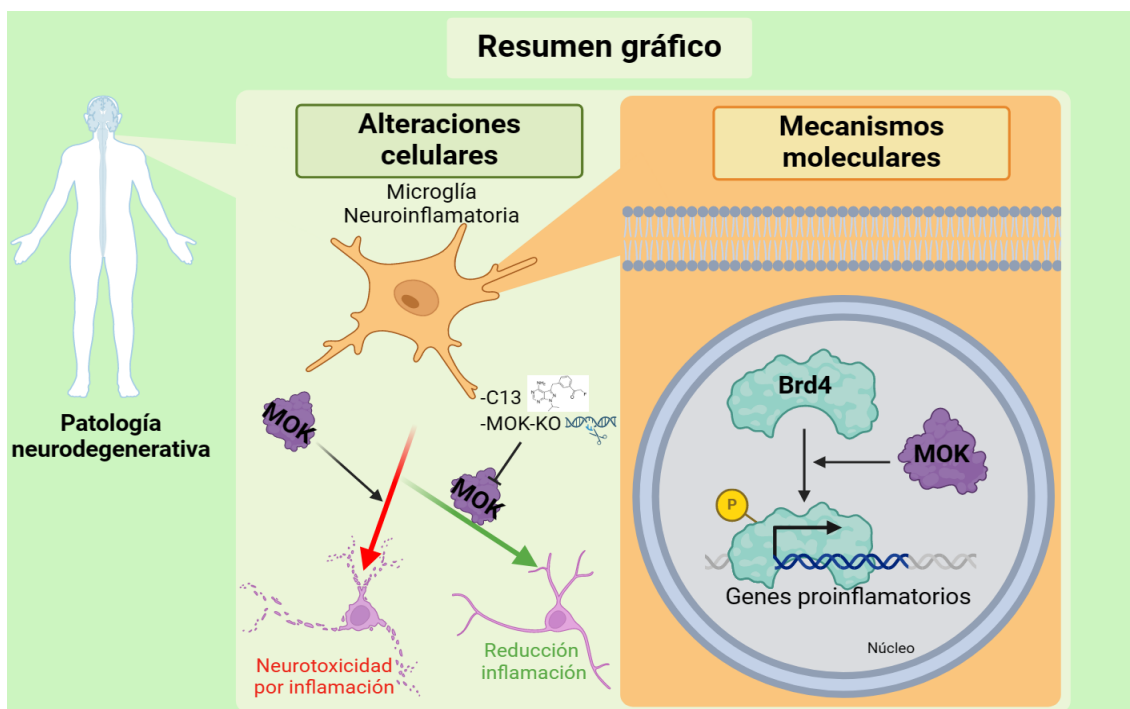 Resumen gráfico
Alteraciones
celulares
Microglía
Neuroinflamatoria
Mecanismos
moleculares
Patología
neurodegenerativa
MOK
-C13
-MOK-KO
MOK
Neurotoxicidad
por inflamación
Reducción
inflamación
Brd4
MOK
P
Genes proinflamatorios
Núcleo